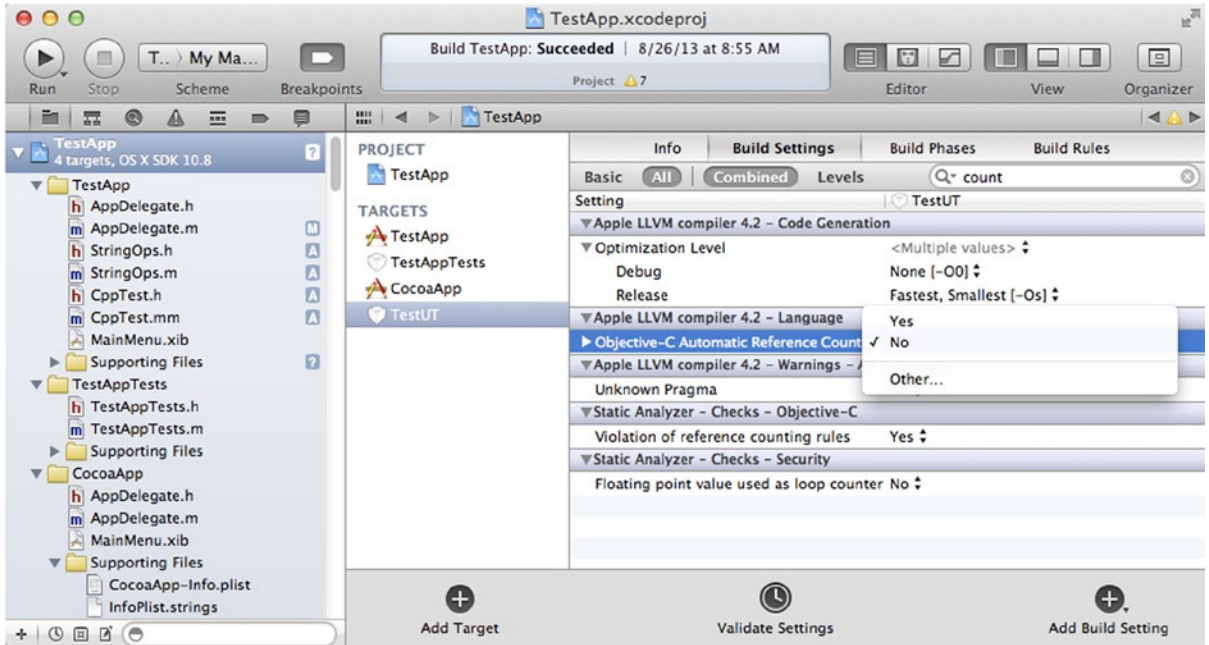 TestApp.xcodeproj
Build TestApp: Succeeded | 8/26/13 at 8:55 AM
T.. My Ma...
Project 7
Run Stop Scheme Breakpoints Editor View Organizer
TestApp
TestApp
4 targets, OS X SDK 10.8
?
TestApp
h AppDelegate.h
m AppDelegate.m M
h StringOps.h A
m StringOps.m A
h CppTest.h A
m CppTest.mm A
MainMenu.xib
Supporting Files ?
TestAppTests
h TestAppTests.h
m TestAppTests.m
Supporting Files
CocoaApp
h AppDelegate.h
m AppDelegate.m
MainMenu.xib
Supporting Files
CocoaApp-Info.plist
InfoPlist.strings
PROJECT
TestApp
TARGETS
TestApp
TestAppTests
CocoaApp
TestUT
Info Build Settings Build Phases Build Rules
Basic All Combined Levels count
Setting TestUT
Apple LLVM compiler 4.2 - Code Generation
Optimization Level <Multiple values>
Debug None [-O0]
Release Fastest, Smallest [-Os]
Apple LLVM compiler 4.2 - Language
Objective-C Automatic Reference Count
Yes
✓ No
Other...
Apple LLVM compiler 4.2 - Warnings -
Unknown Pragma
Static Analyzer - Checks - Objective-C
Violation of reference counting rules Yes
Static Analyzer - Checks - Security
Floating point value used as loop counter No
Add Target Validate Settings Add Build Setting